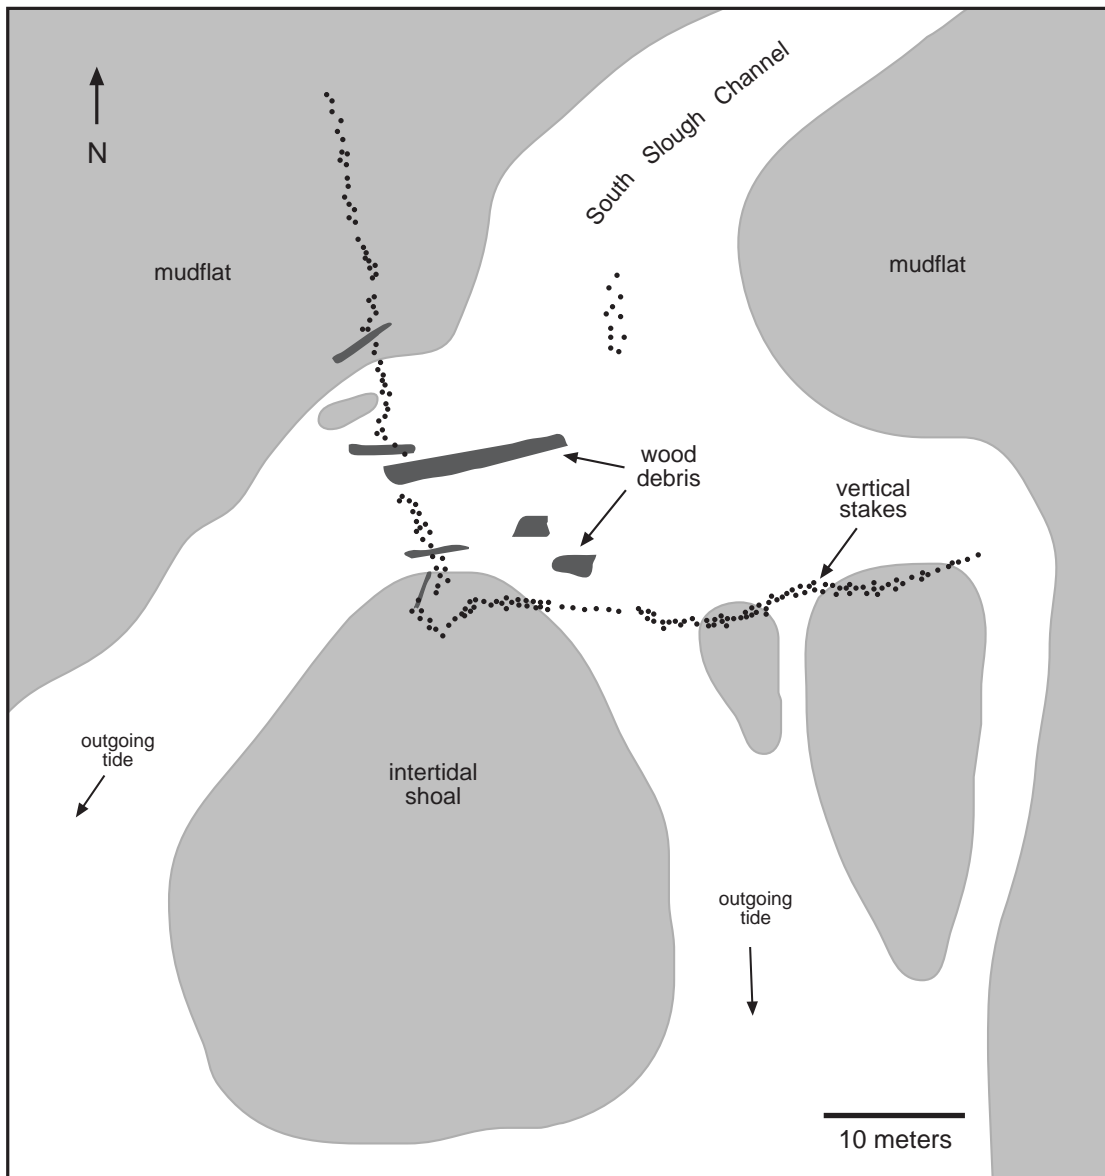 South Slough Channel
N
mudflat
mudflat
wood
debris
vertical
stakes
outgoing
tide
intertidal
shoal
outgoing
tide
10 meters